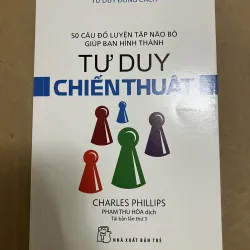 TƯ DUY ĐÚNG CÁCH
50 CÂU ĐỐ LUYỆN TẬP NÃO BỘ
GIÚP BẠN HÌNH THÀNH
TƯ DUY
CHIẾN THUẬT
CHARLES PHILLIPS
PHẠM THU HÒA dịch
Tái bản lần thứ 3
NHÀ XUẤT BẢN TRẺ